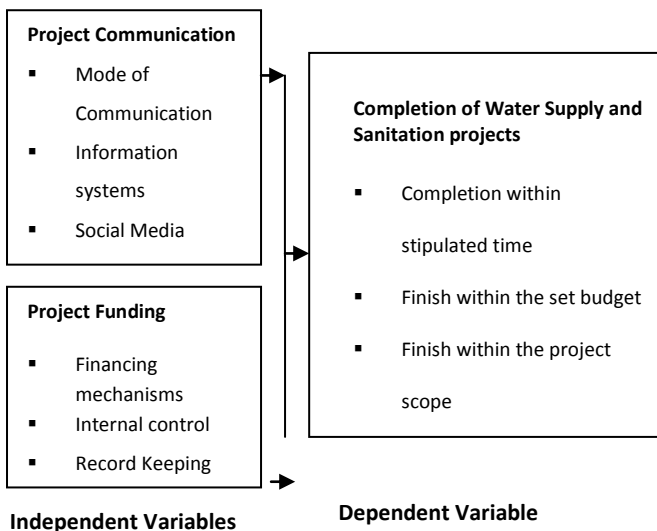 Project Communication
▪ Mode of
Communication
▪ Information
systems
▪ Social Media
Project Funding
▪ Financing
mechanisms
▪ Internal control
▪ Record Keeping
Independent Variables
Completion of Water Supply and
Sanitation projects
▪ Completion within
stipulated time
▪ Finish within the set budget
▪ Finish within the project
scope
Dependent Variable